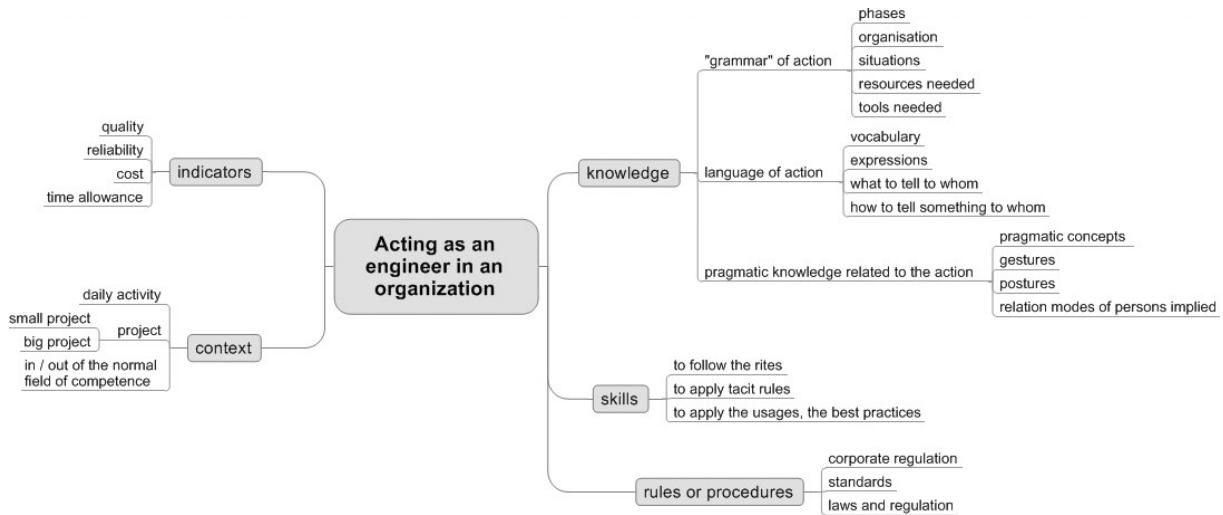 Acting as an
engineer in an
organization
indicators
quality
reliability
cost
time allowance
context
daily activity
project
small project
big project
in / out of the normal
field of competence
knowledge
"grammar" of action
phases
organisation
situations
resources needed
tools needed
language of action
vocabulary
expressions
what to tell to whom
how to tell something to whom
pragmatic knowledge related to the action
pragmatic concepts
gestures
postures
relation modes of persons implied
skills
to follow the rites
to apply tacit rules
to apply the usages, the best practices
rules or procedures
corporate regulation
standards
laws and regulation